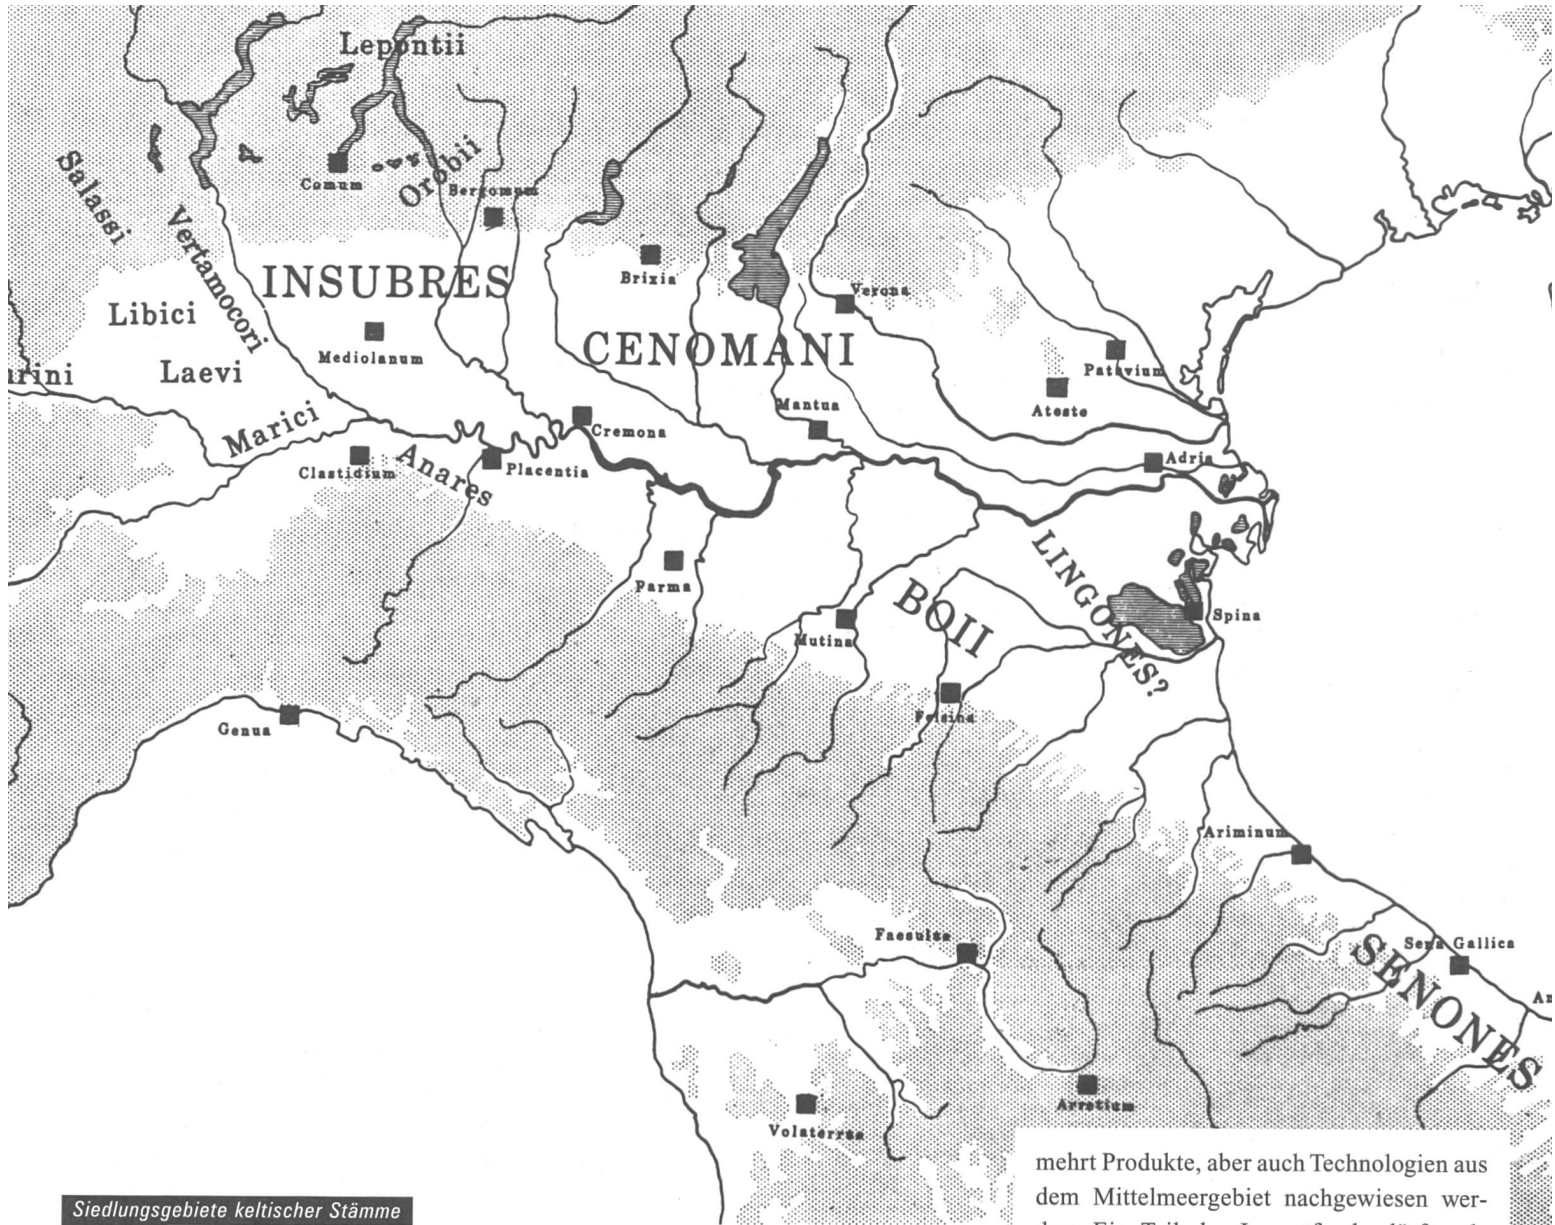 Lepontii
Salassi
Comum
Orobii
Bergomum
Vertamocori
INSUBRES
Brixia
Verona
Libici
CENOMANI
Mediolanum
Laevi
Patavium
Ateste
Marici
Mantua
Cremona
Clastidium
Anares
Placentia
Adria
LINGONES?
Parma
BOII
Spina
Mutina
Felsina
Genua
Ariminum
Faesulae
Sena Gallica
SENONES
Arretium
Volaterrae
mehrt Produkte, aber auch Technologien aus
dem Mittelmeergebiet nachgewiesen wer-
Siedlungsgebiete keltischer Stämme